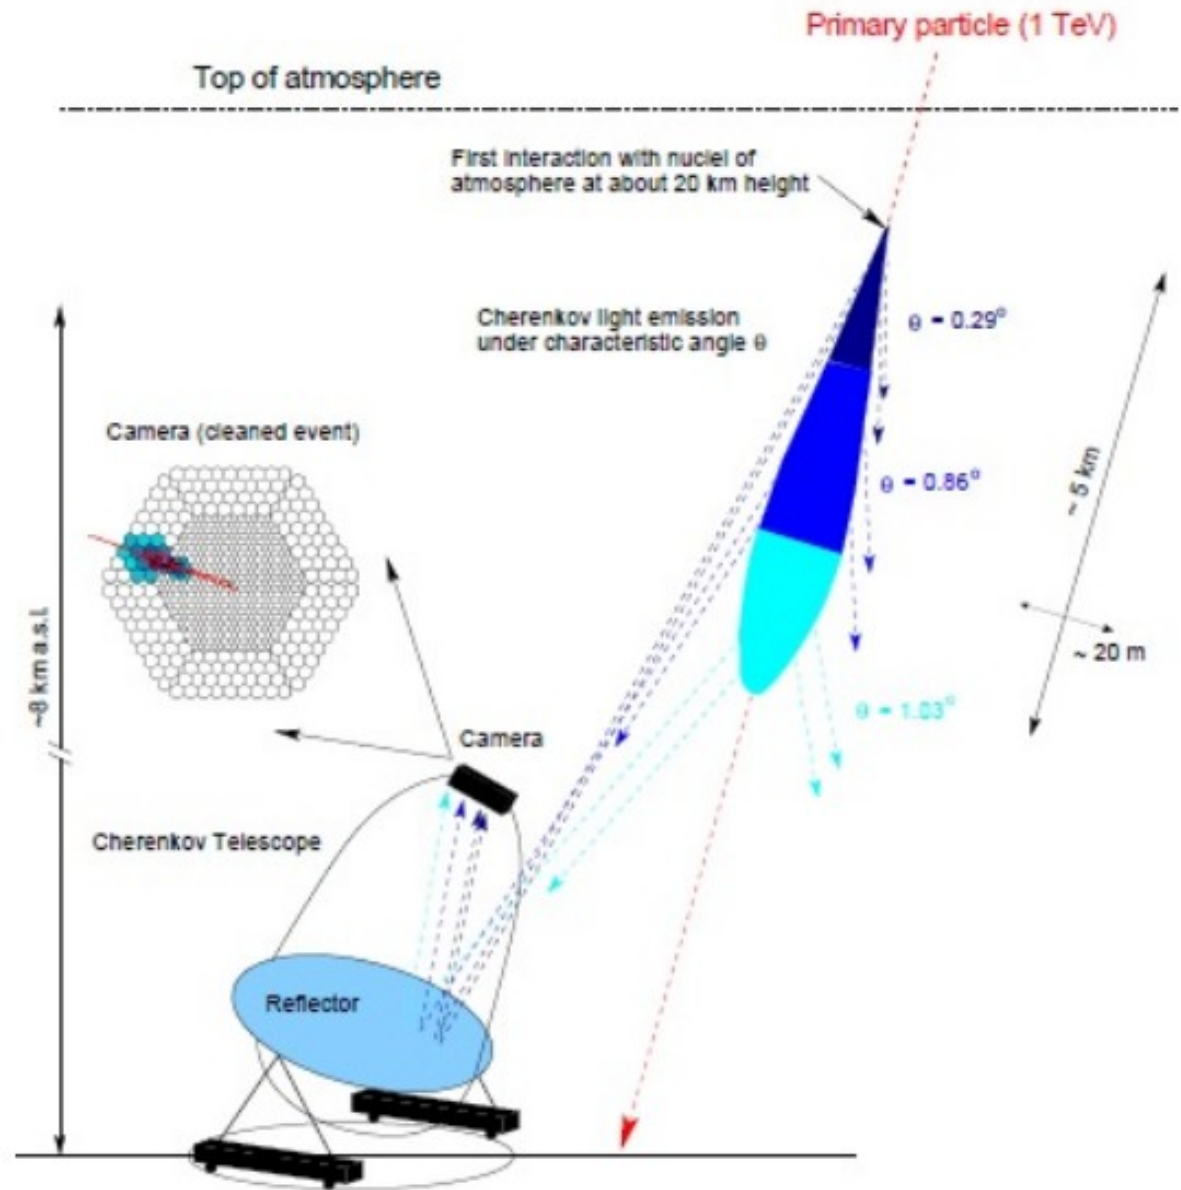 Primary particle (1 TeV)
Top of atmosphere
First interaction with nuclei of
atmosphere at about 20 km height
Cherenkov light emission
under characteristic angle θ
θ = 0.29°
Camera (cleaned event)
θ = 0.86°
~ 5 km
~ 20 m
~8 km a.s.l.
θ = 1.03°
Camera
Cherenkov Telescope
Reflector